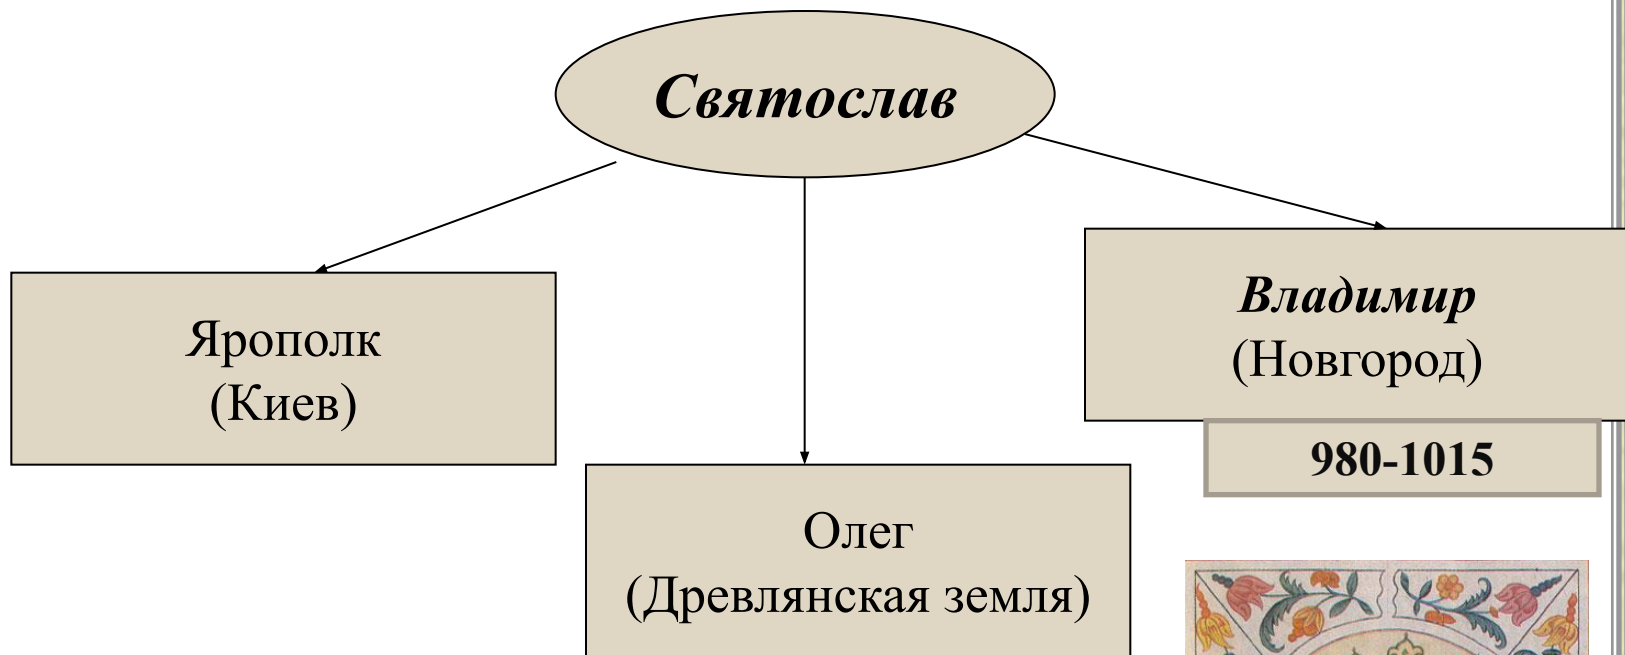 Святослав
Ярополк
(Киев)
Владимир
(Новгород)
980-1015
Олег
(Древлянская земля)